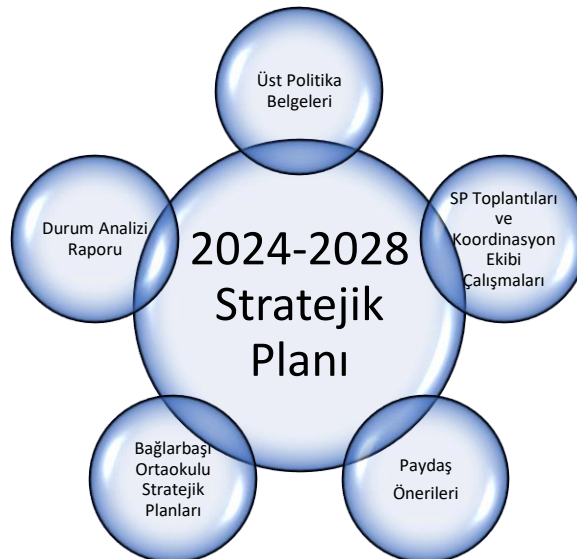 Üst Politika
Belgeleri
SP Toplantıları
ve
Koordinasyon
Ekibi
Çalışmaları
Durum Analizi
Raporu
2024-2028
Stratejik
Planı
Bağlarbaşı
Ortaokulu
Stratejik
Planları
Paydaş
Önerileri